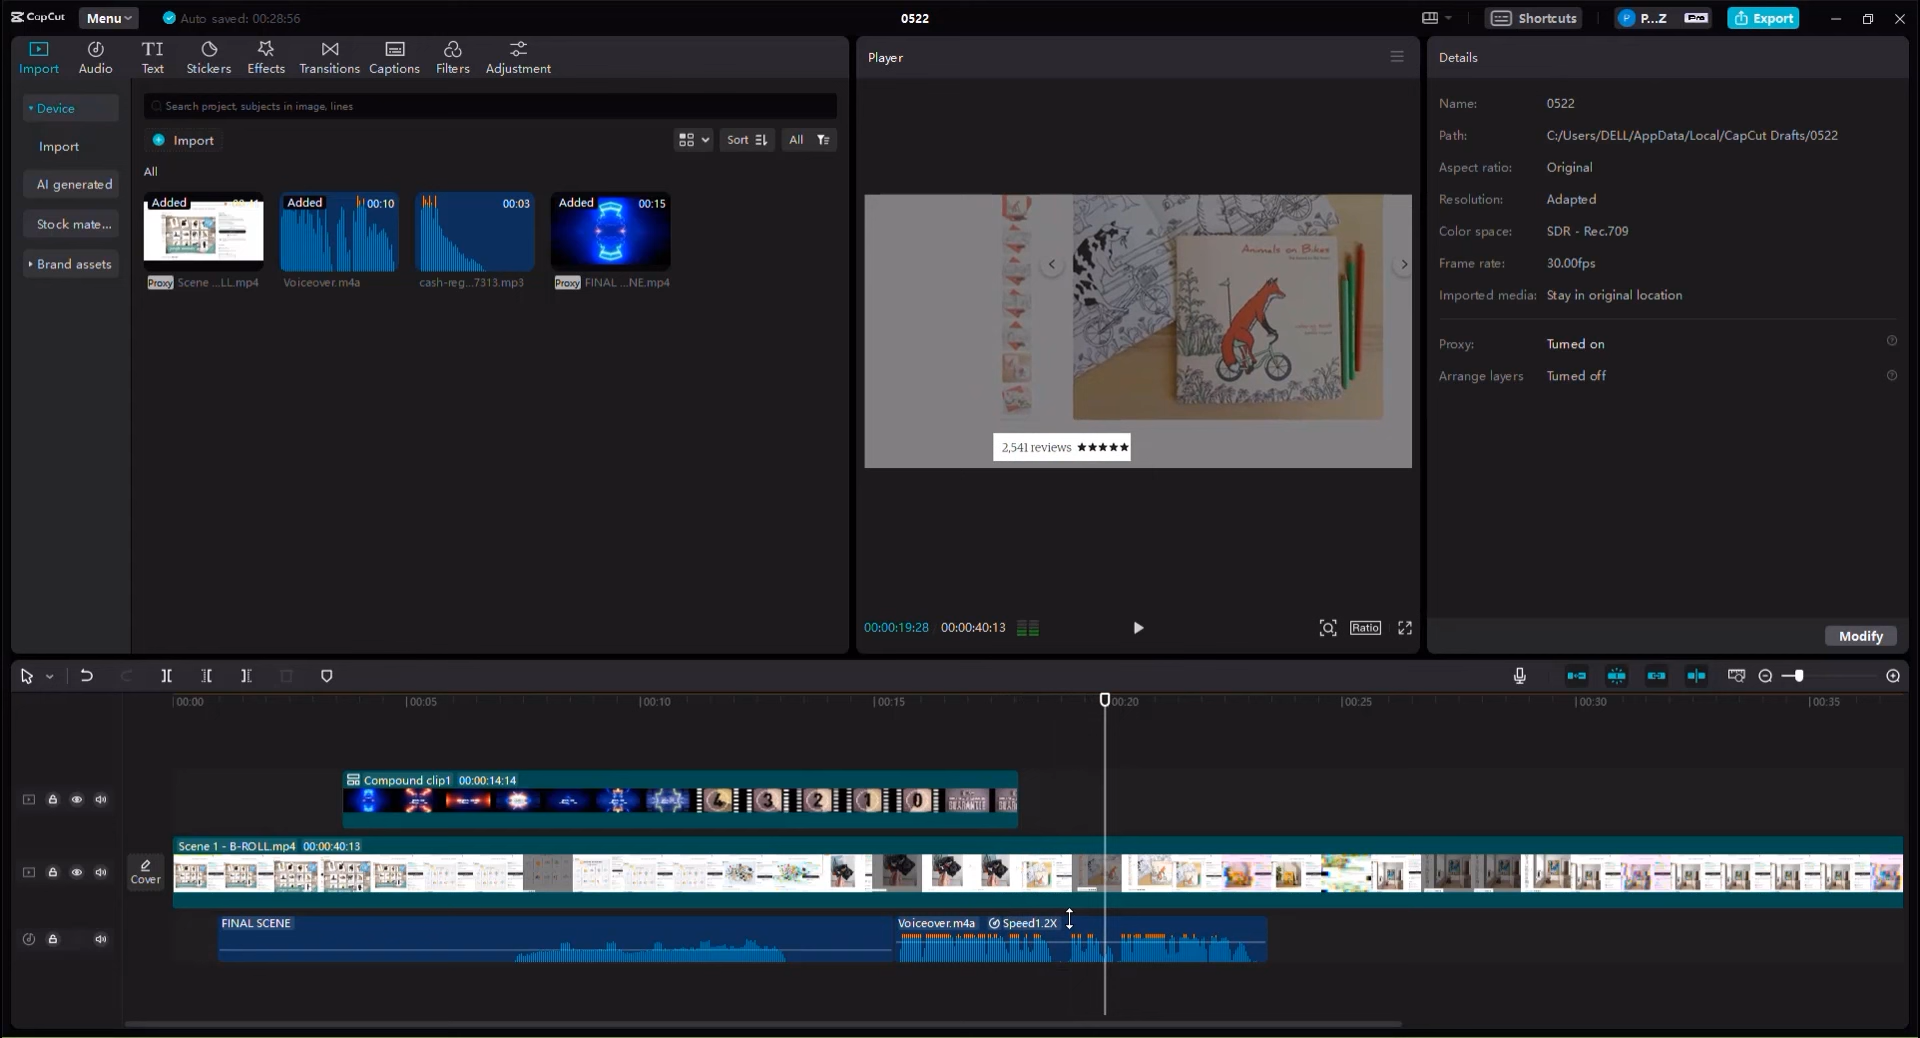 CapCut Menu Auto saved: 00:28:56 0522 Shortcuts P...Z Pro Export
Import Audio Text Stickers Effects Transitions Captions Filters Adjustment
Device
Import
AI generated
Stock mate...
Brand assets
Search project, subjects in image, lines
Import Sort All
All
Added
Added 00:10
00:03
Added 00:15
Proxy Scene ...LL.mp4 Voiceover.m4a cash-reg...7313.mp3 Proxy FINAL ...NE.mp4
Player
Animals on Bikes
2,541 reviews ★★★★★
00:00:19:28 00:00:40:13 Ratio
Details
Name: 0522
Path: C:/Users/DELL/AppData/Local/CapCut Drafts/0522
Aspect ratio: Original
Resolution: Adapted
Color space: SDR - Rec.709
Frame rate: 30.00fps
Imported media: Stay in original location
Proxy: Turned on
Arrange layers Turned off
Modify
00:00 00:05 00:10 00:15 00:20 00:25 00:30 00:35
Compound clip1 00:00:14:14
4 3 2 1 0
Cover
Scene 1 - B-ROLL.mp4 00:00:40:13
FINAL SCENE Voiceover.m4a Speed1.2X